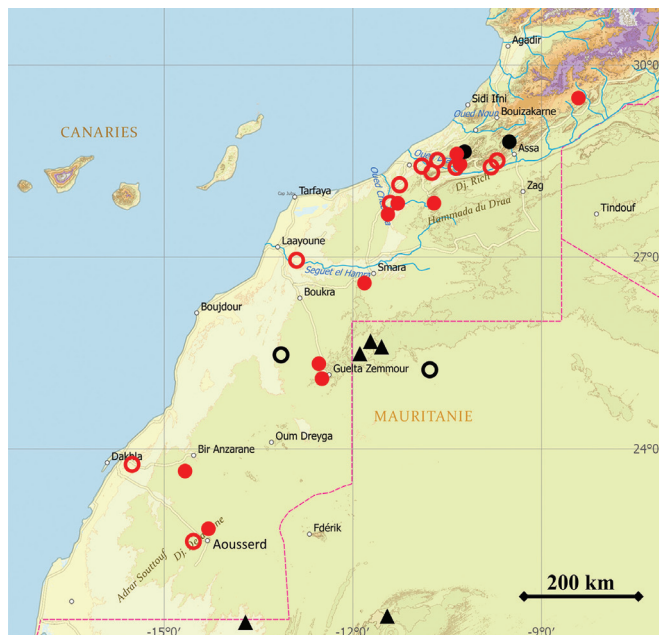 Agadir
30°0
Sidi Ifni
Oued Noun
Bouizakarne
CANARIES
Assa
Dj. Rich
Zag
Tarfaya
Hammada du Draa
Tindouf
Laayoune
27°0
Seguet el Hamra
Smara
Boukra
Boujdour
Guelta Zemmour
MAURITANIE
Oum Dreyga
24°0
Bir Anzarane
Dakhla
Fdérik
Aousserd
Adrar Souttouf
200 km
-15°0'
-12°0'
-9°0'